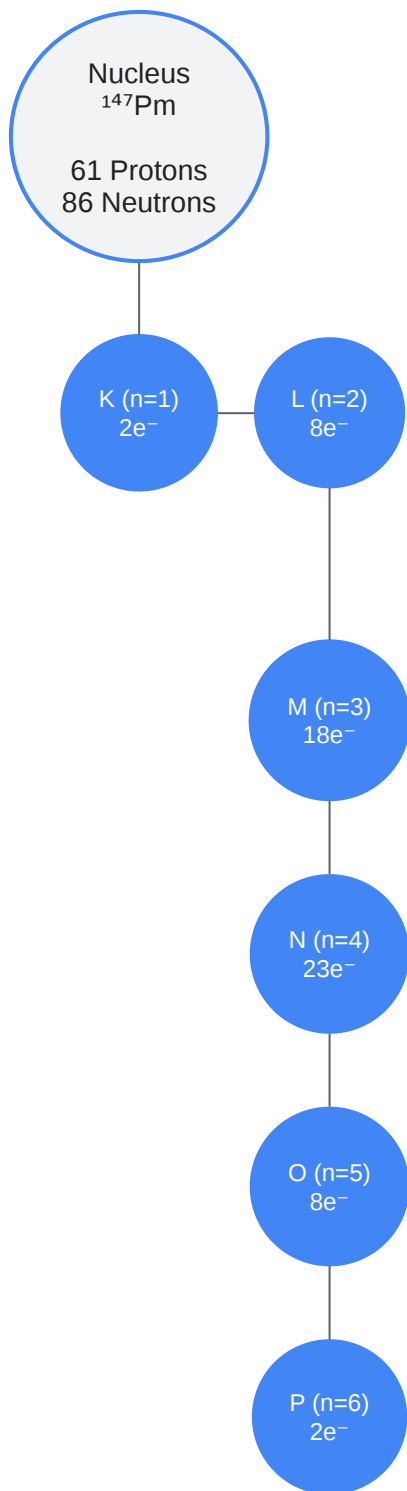 Nucleus
¹⁴⁷Pm
61 Protons
86 Neutrons
K (n=1)
2e⁻
L (n=2)
8e⁻
M (n=3)
18e⁻
N (n=4)
23e⁻
O (n=5)
8e⁻
P (n=6)
2e⁻